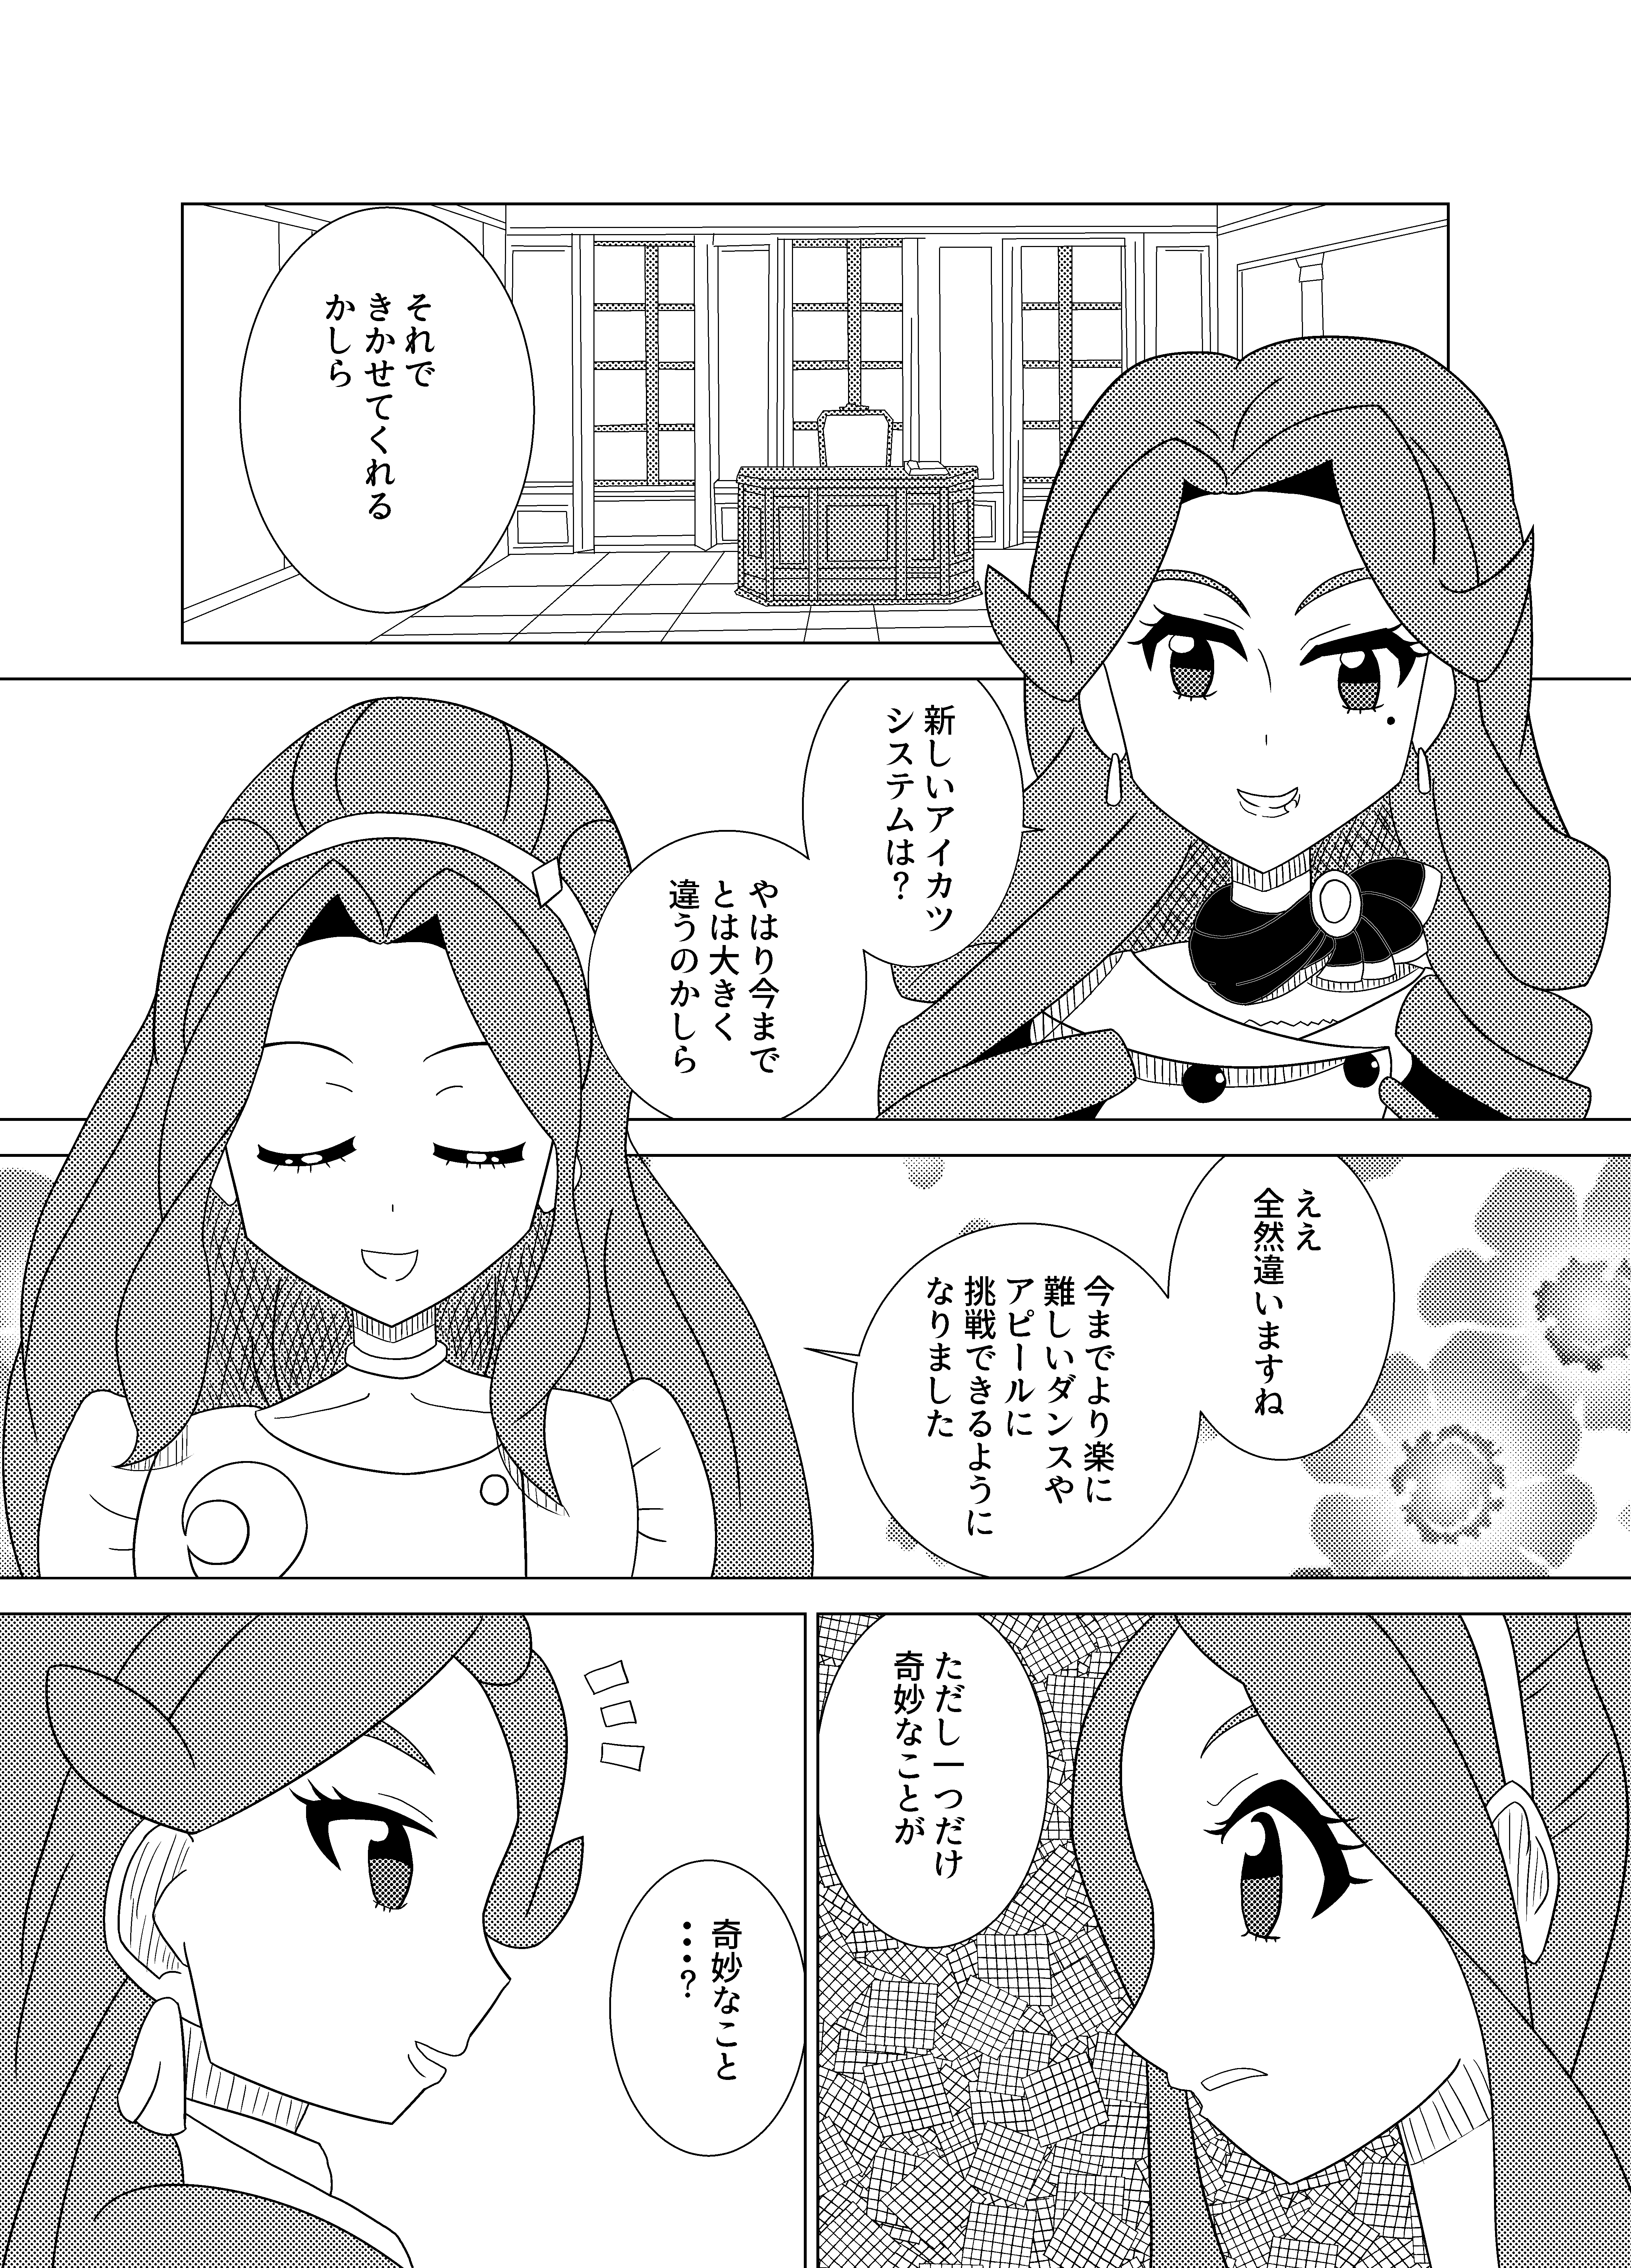 それで
きかせてくれる
かしら
新しいアイカツ
システムは？
やはり今まで
とは大きく
違うのかしら
ええ
全然違いますね
今までより楽に
難しいダンスや
アピールに
挑戦できるように
なりました
ただし一つだけ
奇妙なことが
奇妙なこと
・・・？